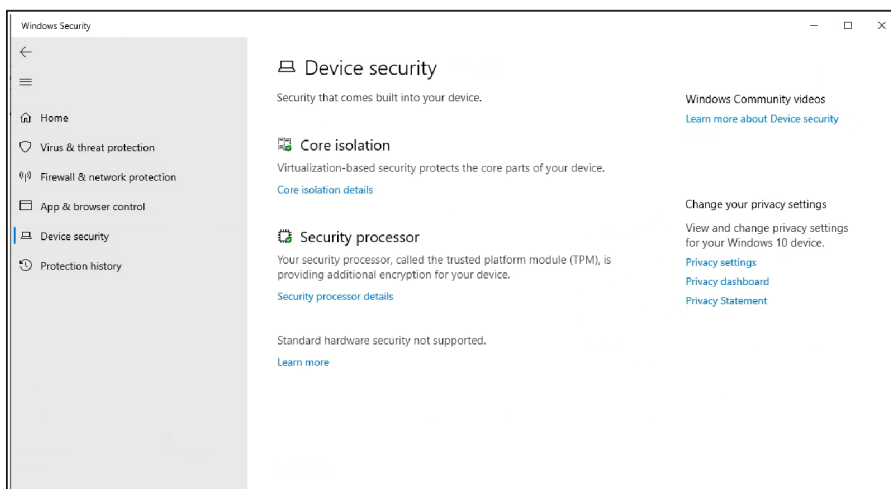 Windows Security
Home
Virus & threat protection
Firewall & network protection
App & browser control
Device security
Protection history
Device security
Security that comes built into your device.
Core isolation
Virtualization-based security protects the core parts of your device.
Core isolation details
Security processor
Your security processor, called the trusted platform module (TPM), is
providing additional encryption for your device.
Security processor details
Standard hardware security not supported.
Learn more
Windows Community videos
Learn more about Device security
Change your privacy settings
View and change privacy settings
for your Windows 10 device.
Privacy settings
Privacy dashboard
Privacy Statement